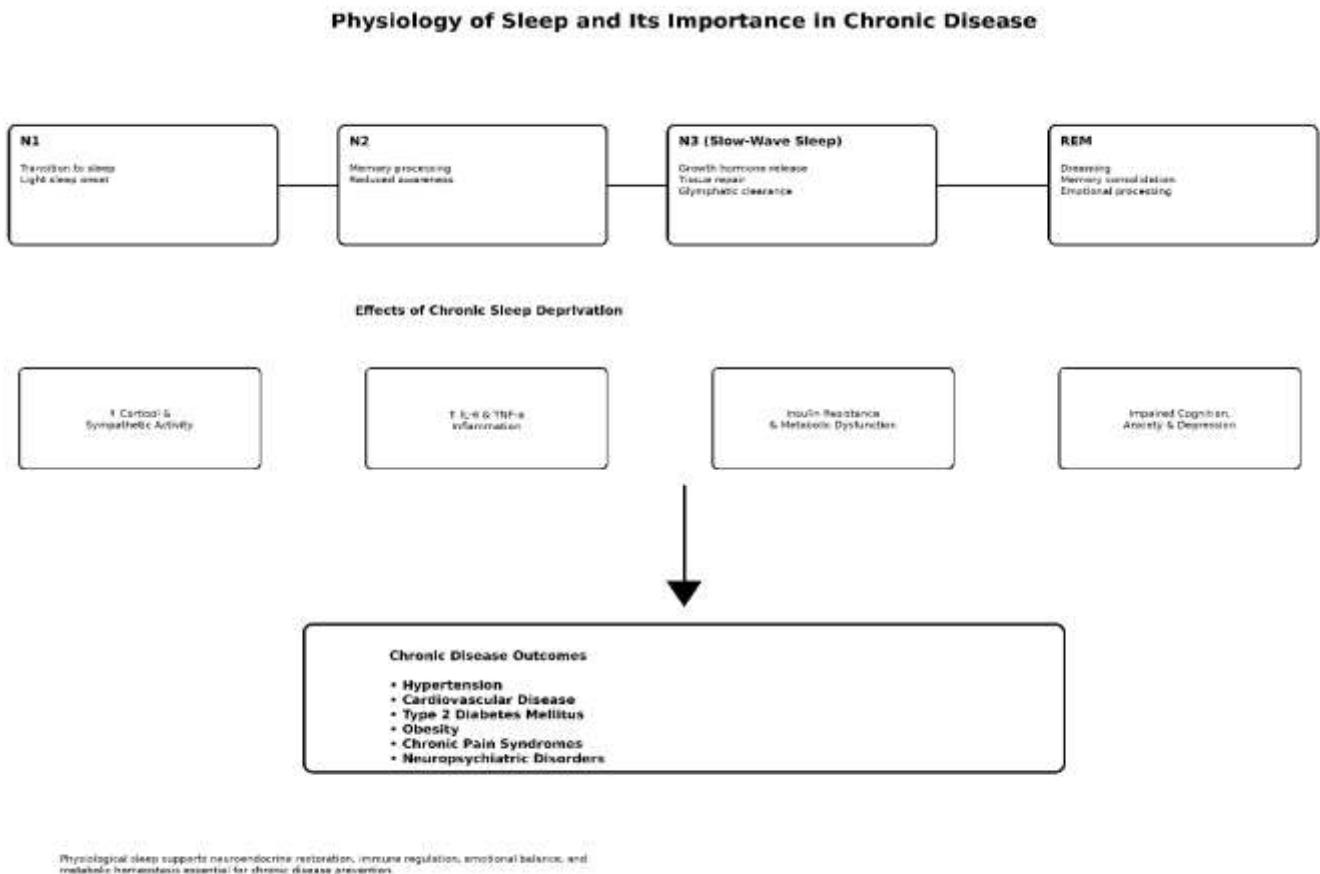 Physiology of Sleep and Its Importance in Chronic Disease
N1
Transition to sleep
Light sleep onset
N2
Memory processing
Reduced awareness
N3 (Slow-Wave Sleep)
Growth hormone release
Tissue repair
Glymphatic clearance
REM
Dreaming
Memory consolidation
Emotional processing
Effects of Chronic Sleep Deprivation
↑ Cortisol &
Sympathetic Activity
↑ IL-6 & TNF-α
Inflammation
Insulin Resistance
& Metabolic Dysfunction
Impaired Cognition,
Anxiety & Depression
Chronic Disease Outcomes
• Hypertension
• Cardiovascular Disease
• Type 2 Diabetes Mellitus
• Obesity
• Chronic Pain Syndromes
• Neuropsychiatric Disorders
Physiological sleep supports neuroendocrine restoration, immune regulation, emotional balance, and
metabolic homeostasis essential for chronic disease prevention.